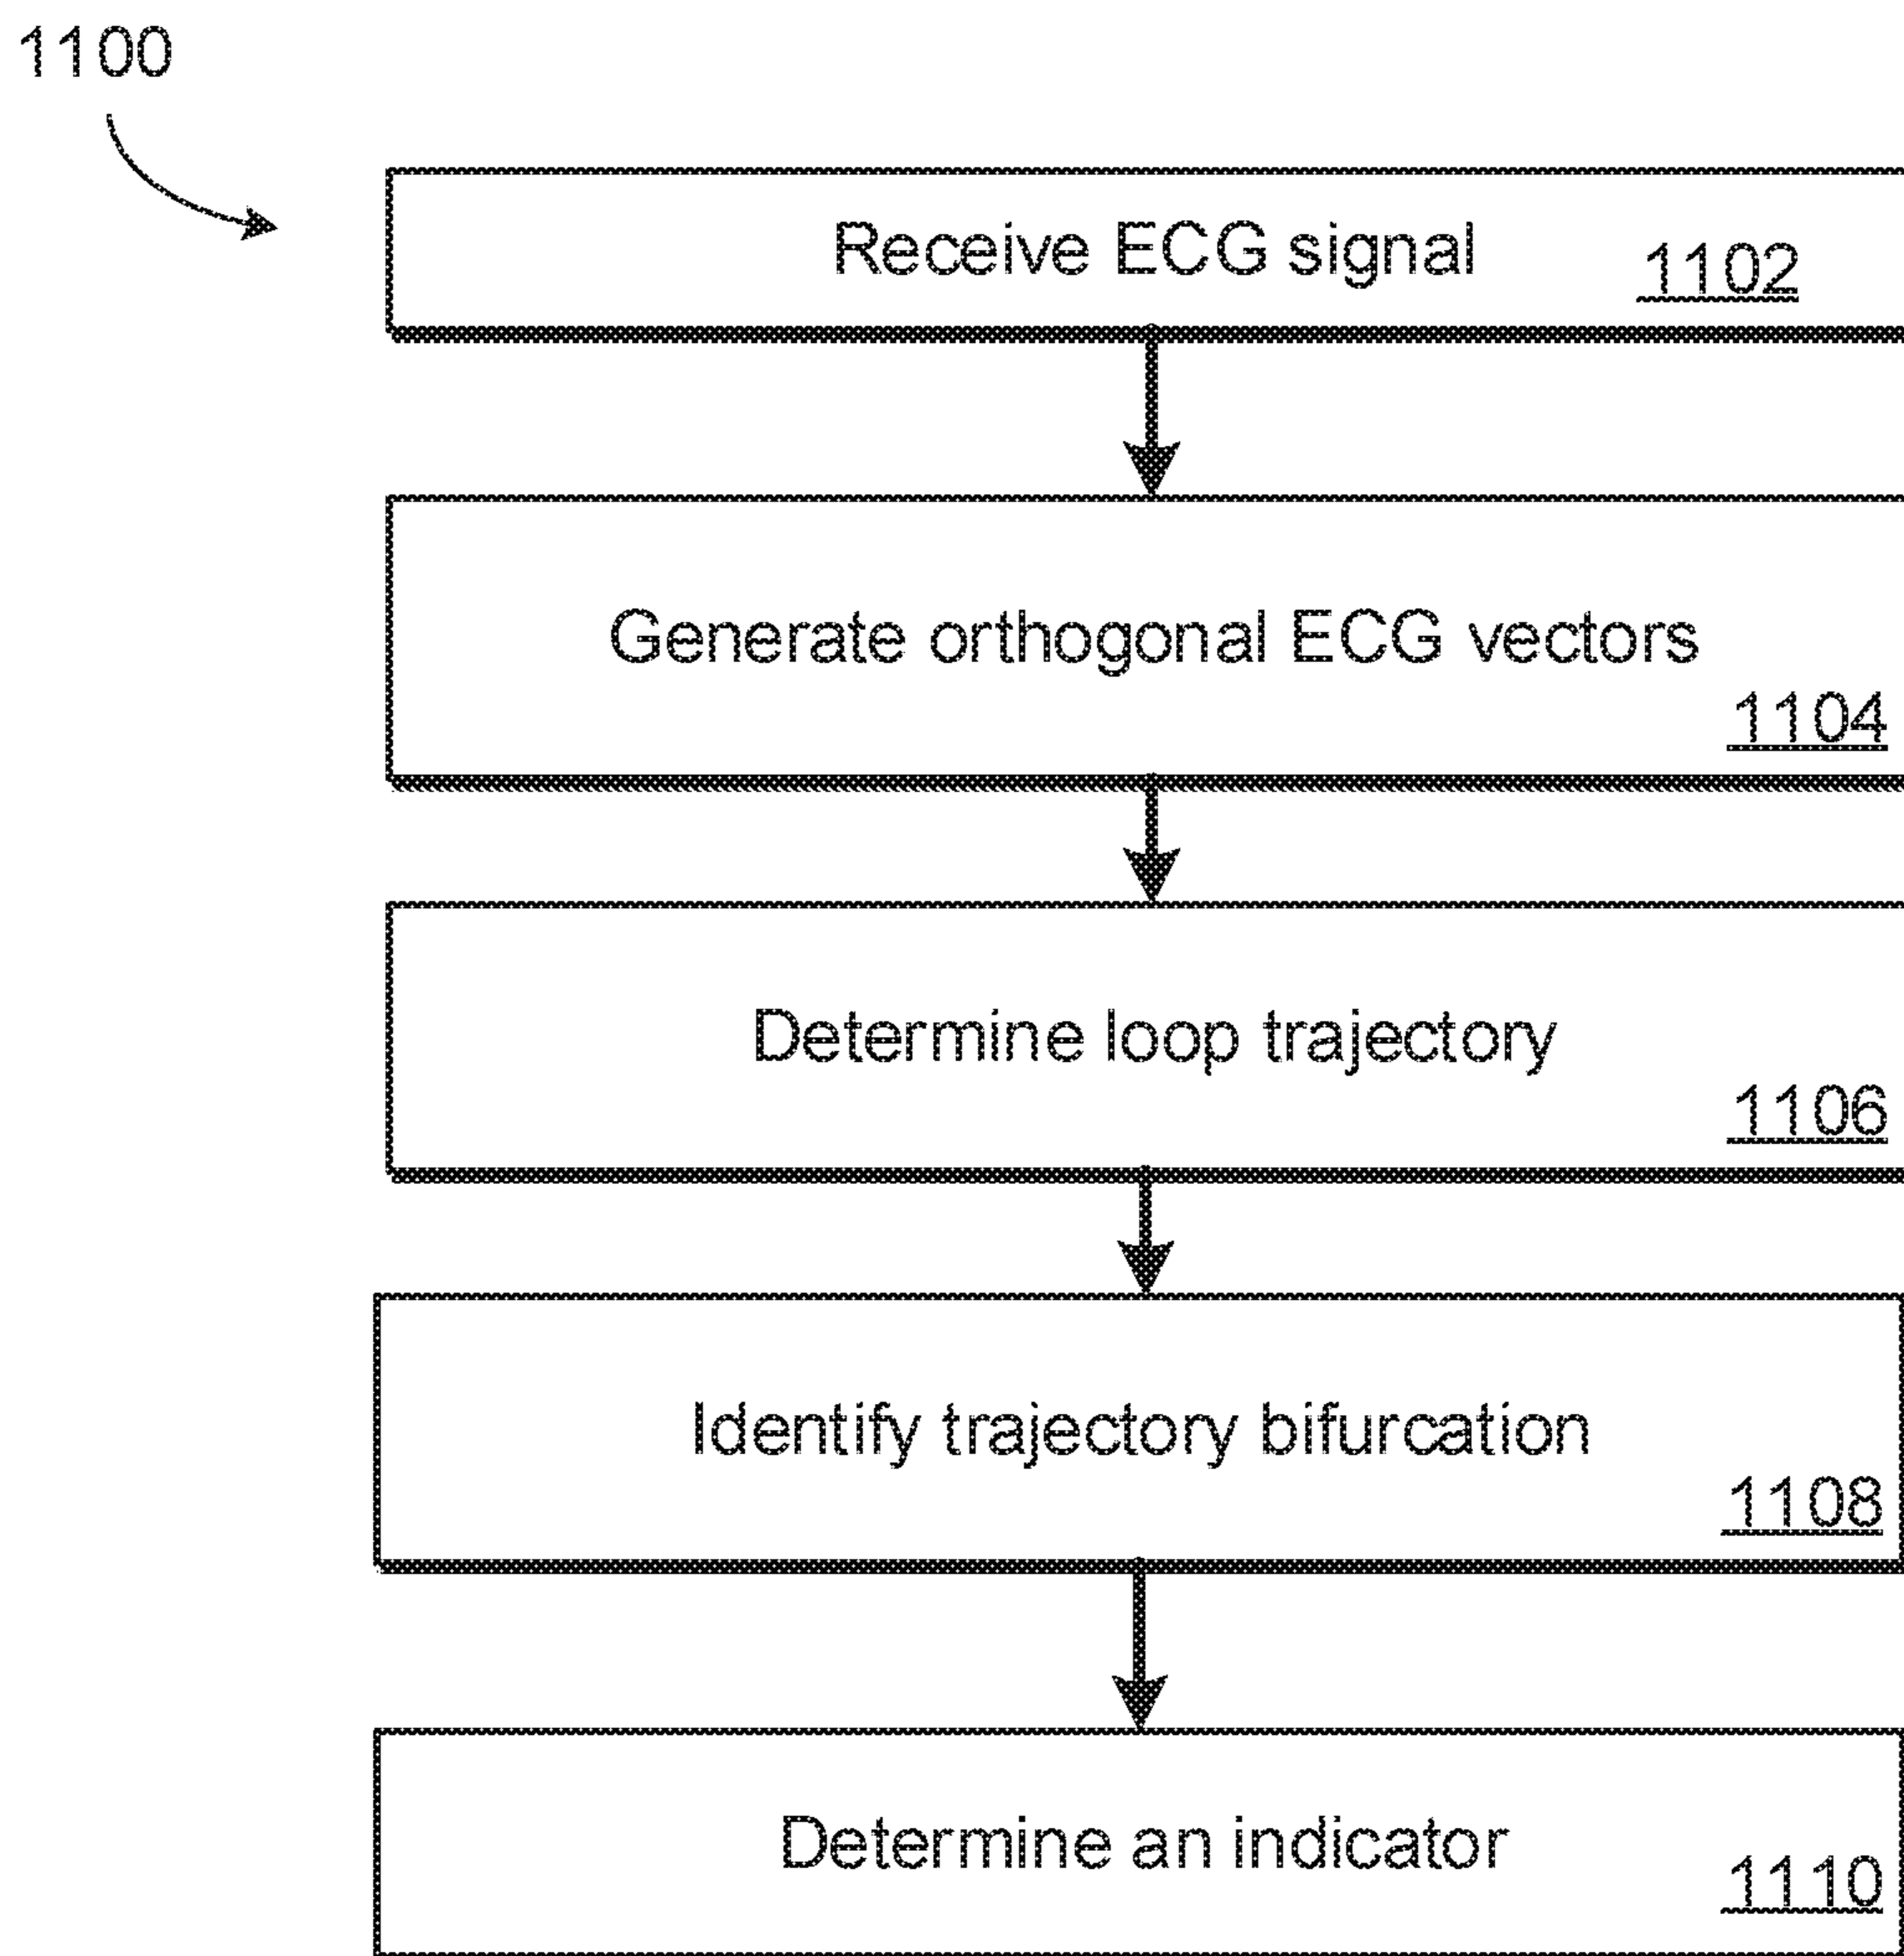 1100
Receive ECG signal
1102
Generate orthogonal ECG vectors
1104
Determine loop trajectory
1106
Identify trajectory bifurcation
1108
Determine an indicator
1110